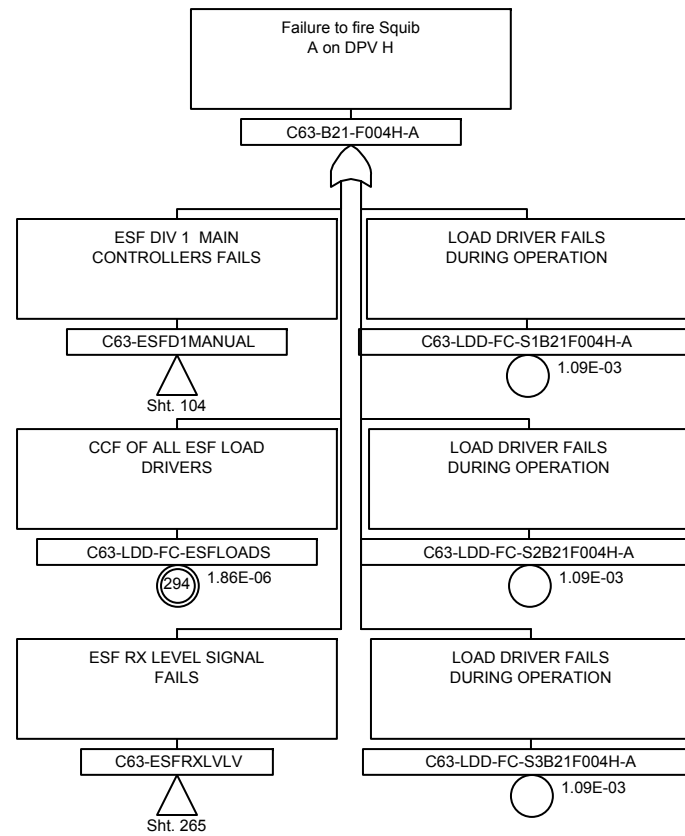 Failure to fire Squib
A on DPV H
C63-B21-F004H-A
ESF DIV 1 MAIN
CONTROLLERS FAILS
C63-ESFD1MANUAL
Sht. 104
LOAD DRIVER FAILS
DURING OPERATION
C63-LDD-FC-S1B21F004H-A
1.09E-03
CCF OF ALL ESF LOAD
DRIVERS
C63-LDD-FC-ESFLOADS
294
1.86E-06
LOAD DRIVER FAILS
DURING OPERATION
C63-LDD-FC-S2B21F004H-A
1.09E-03
ESF RX LEVEL SIGNAL
FAILS
C63-ESFRXLVLV
Sht. 265
LOAD DRIVER FAILS
DURING OPERATION
C63-LDD-FC-S3B21F004H-A
1.09E-03